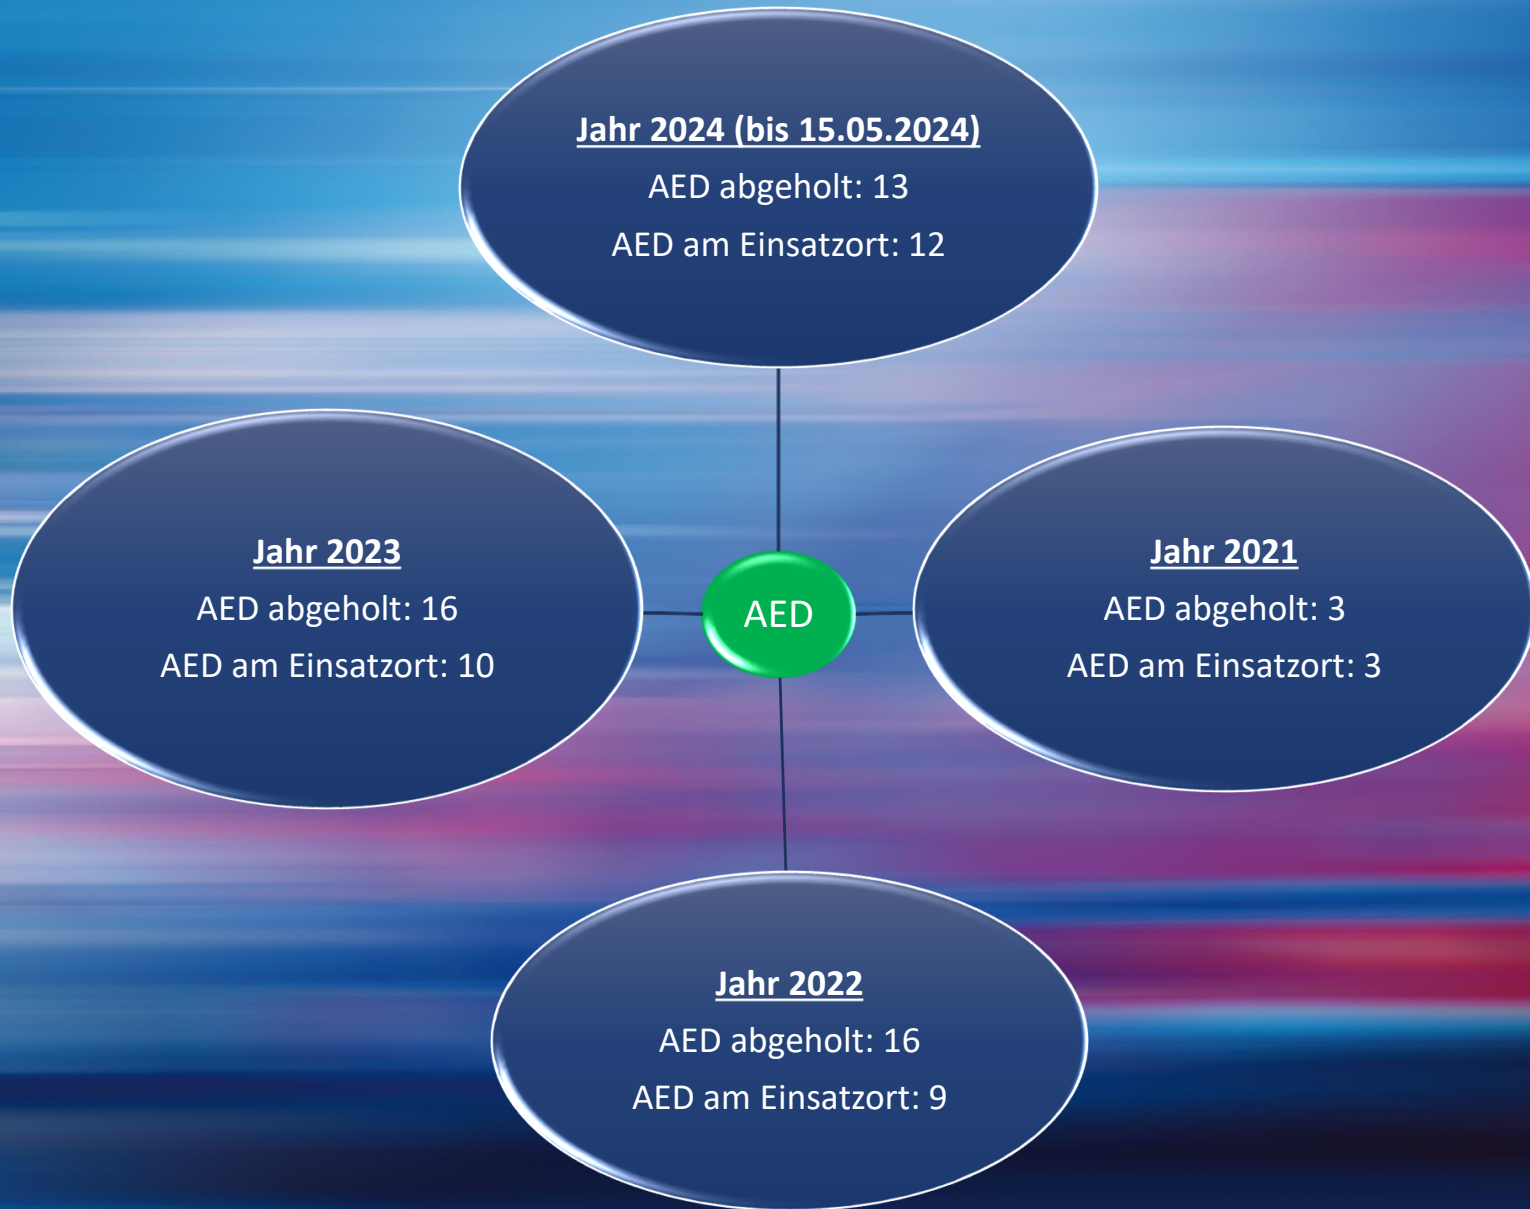 Jahr 2024 (bis 15.05.2024)
AED abgeholt: 13
AED am Einsatzort: 12
Jahr 2023
AED abgeholt: 16
AED am Einsatzort: 10
AED
Jahr 2021
AED abgeholt: 3
AED am Einsatzort: 3
Jahr 2022
AED abgeholt: 16
AED am Einsatzort: 9